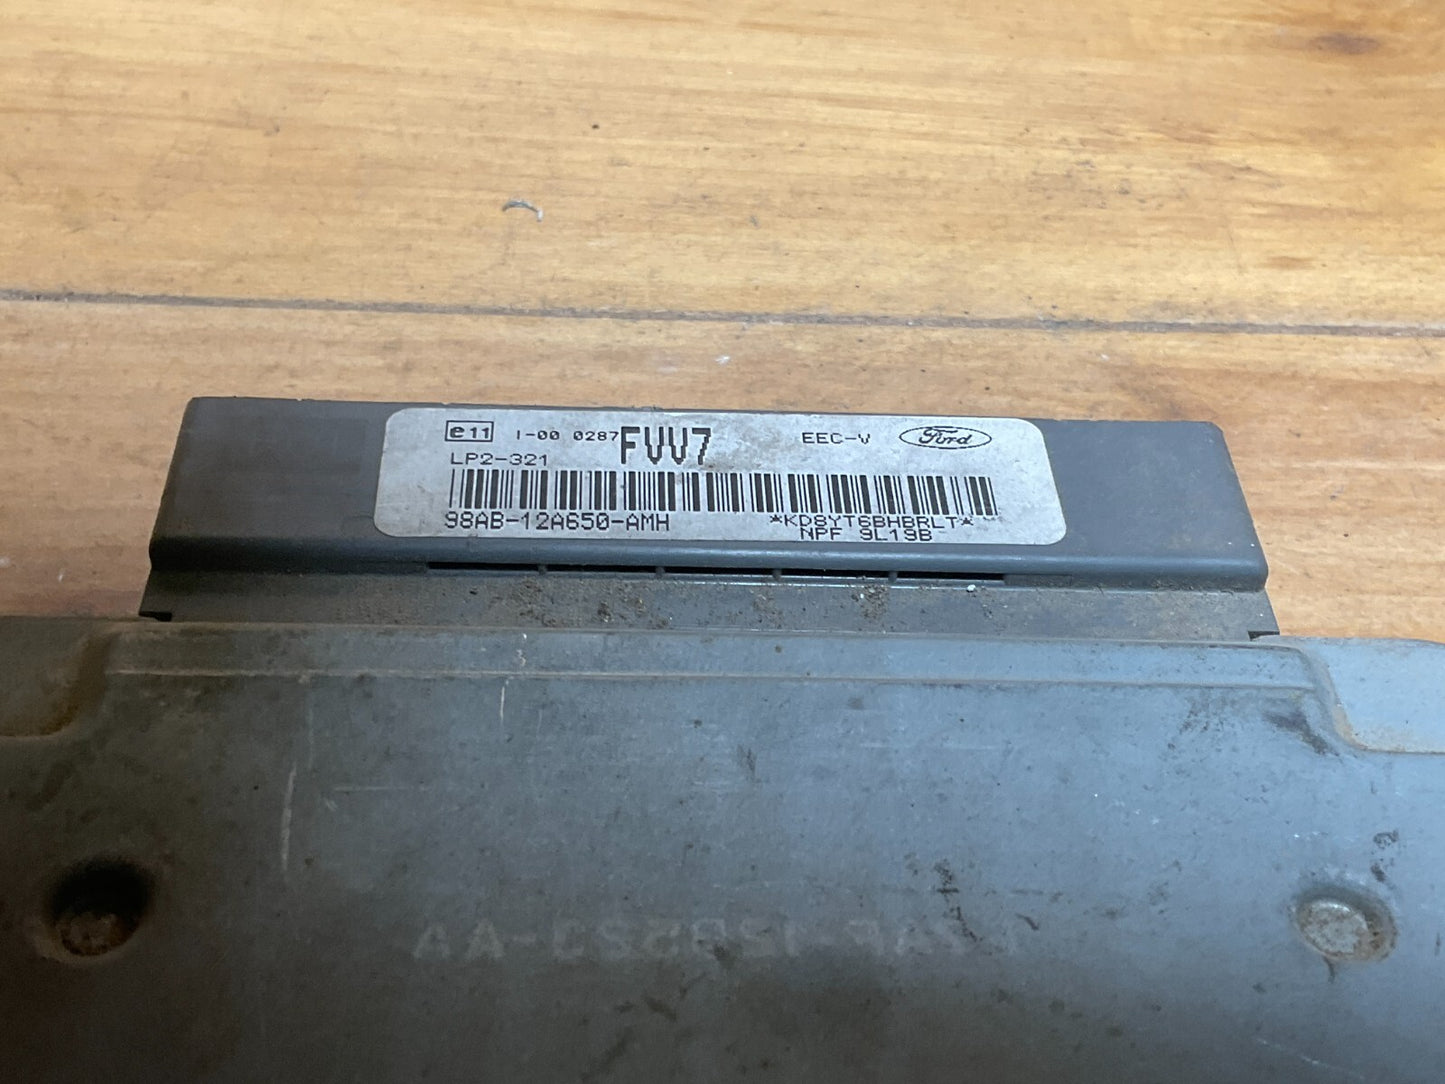 e11 1-00 0287 FVV7 EEC-V Ford
LP2-321
98AB-12A650-AMH *KD8YT6BHBRLT*
NPF 9L19B